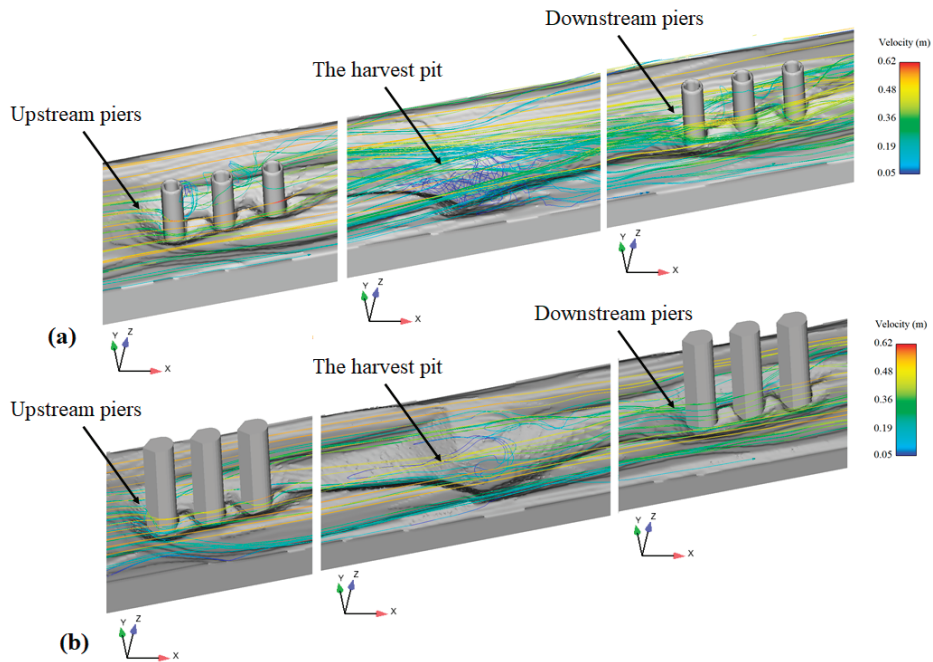 Downstream piers
Velocity (m)
0.62
0.48
0.36
0.19
0.05
The harvest pit
Upstream piers
Y
Z
X
Y
Z
X
Y
Z
X
(a)
Downstream piers
Velocity (m)
0.62
0.48
0.36
0.19
0.05
The harvest pit
Upstream piers
Y
Z
X
Y
Z
X
Y
Z
X
(b)